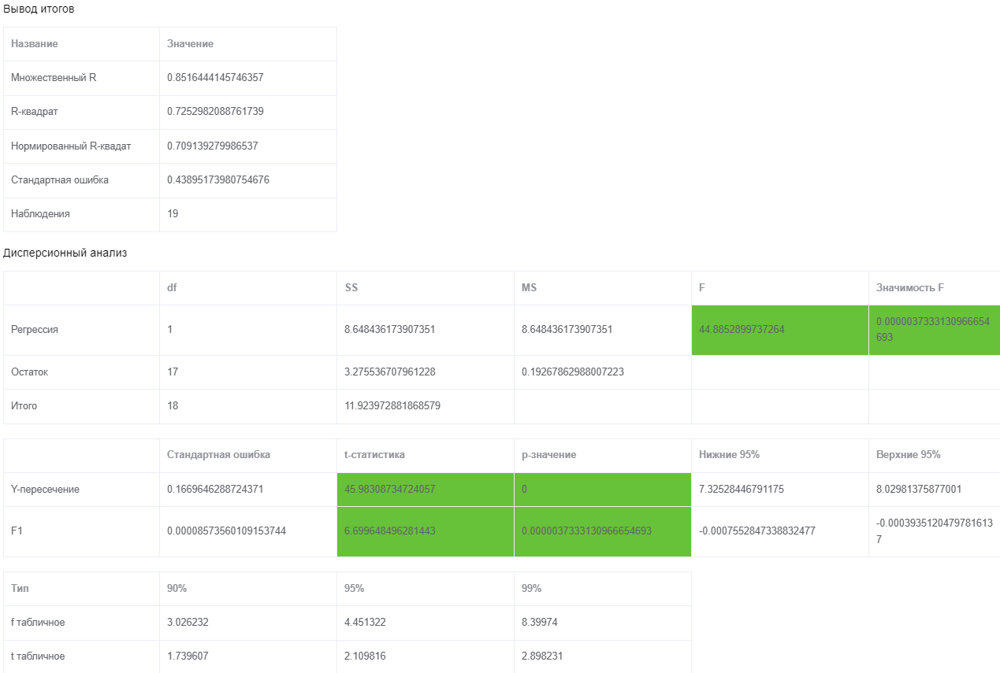 Вывод итогов
Название Значение
Множественный R 0.8516444145746357
R-квадрат 0.7252982088761739
Нормированный R-квадат 0.709139279986537
Стандартная ошибка 0.43895173980754676
Наблюдения 19
Дисперсионный анализ
df SS MS F Значимость F
Регрессия 1 8.648436173907351 8.648436173907351 44.8852899737264 0.0000037333130966654
693
Остаток 17 3.275536707961228 0.19267862988007223
Итого 18 11.923972881868579
Стандартная ошибка t-статистика p-значение Нижние 95% Верхние 95%
Y-пересечение 0.1669646288724371 45.98308734724057 0 7.32528446791175 8.02981375877001
F1 0.00008573560109153744 6.699648496281443 0.0000037333130966654693 -0.0007552847338832477 -0.0003935120479781613
7
Тип 90% 95% 99%
f табличное 3.026232 4.451322 8.39974
t табличное 1.739607 2.109816 2.898231